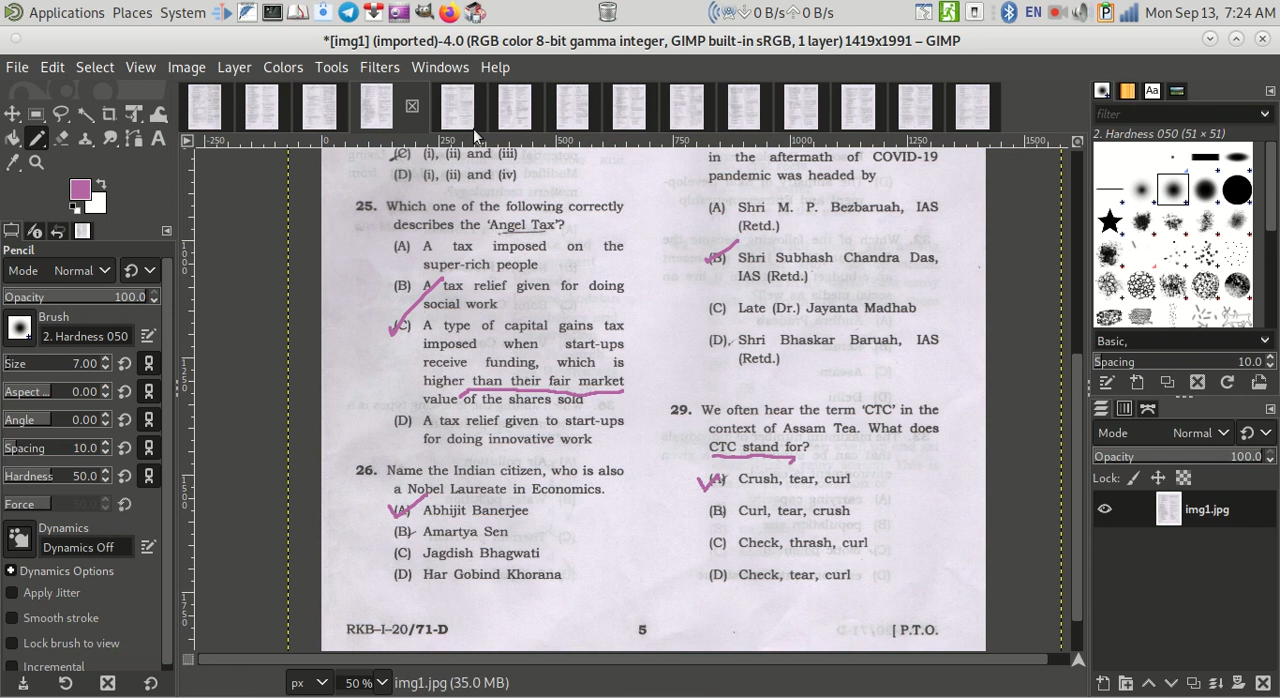 Applications Places System
0 B/s 0 B/s
EN
Mon Sep 13, 7:24 AM
*[img1] (imported)-4.0 (RGB color 8-bit gamma integer, GIMP built-in sRGB, 1 layer) 1419x1991 – GIMP
File Edit Select View Image Layer Colors Tools Filters Windows Help
-250 0 250 500 750 1000 1250 1500
Pencil
Mode Normal
Opacity 100.0
Brush
2. Hardness 050
Size 7.00
Aspect... 0.00
Angle 0.00
Spacing 10.0
Hardness 50.0
Force
Dynamics
Dynamics Off
Dynamics Options
Apply Jitter
Smooth stroke
Lock brush to view
Incremental
(C) (i), (ii) and (iii)
(D) (i), (ii) and (iv)
25. Which one of the following correctly
describes the 'Angel Tax'?
(A) A tax imposed on the
super-rich people
(B) A tax relief given for doing
social work
(C) A type of capital gains tax
imposed when start-ups
receive funding, which is
higher than their fair market
value of the shares sold
(D) A tax relief given to start-ups
for doing innovative work
26. Name the Indian citizen, who is also
a Nobel Laureate in Economics.
(A) Abhijit Banerjee
(B) Amartya Sen
(C) Jagdish Bhagwati
(D) Har Gobind Khorana
in the aftermath of COVID-19
pandemic was headed by
(A) Shri M. P. Bezbaruah, IAS
(Retd.)
(B) Shri Subhash Chandra Das,
IAS (Retd.)
(C) Late (Dr.) Jayanta Madhab
(D) Shri Bhaskar Baruah, IAS
(Retd.)
29. We often hear the term 'CTC' in the
context of Assam Tea. What does
CTC stand for?
(A) Crush, tear, curl
(B) Curl, tear, crush
(C) Check, thrash, curl
(D) Check, tear, curl
RKB–I–20/71-D 5 [ P.T.O.
px 50 % img1.jpg (35.0 MB)
Aa
filter
2. Hardness 050 (51 × 51)
Basic,
Spacing 10.0
Mode Normal
Opacity 100.0
Lock:
img1.jpg